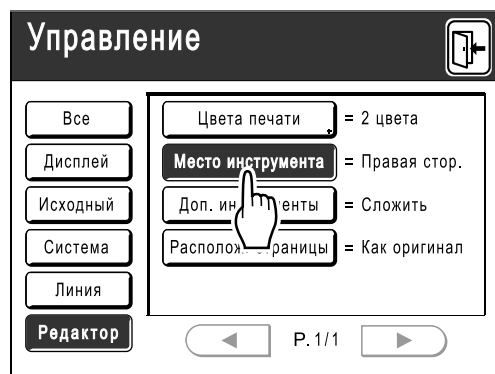 Управление
Все
Дисплей
Исходный
Система
Линия
Редактор
Цвета печати = 2 цвета
Место инструмента = Правая стор.
Доп. = Сложить
= Как оригинал
P. 1/1